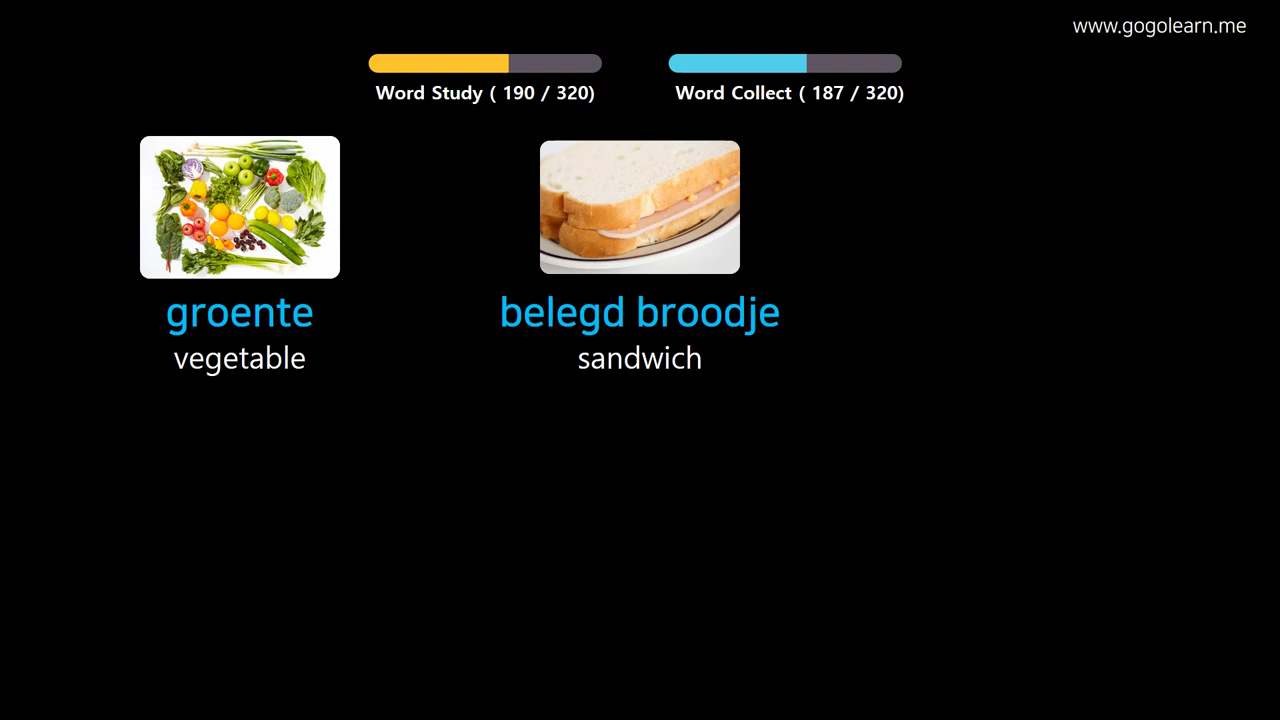 www.gogolearn.me
Word Study ( 190 / 320)
Word Collect ( 187 / 320)
groente
vegetable
belegd broodje
sandwich